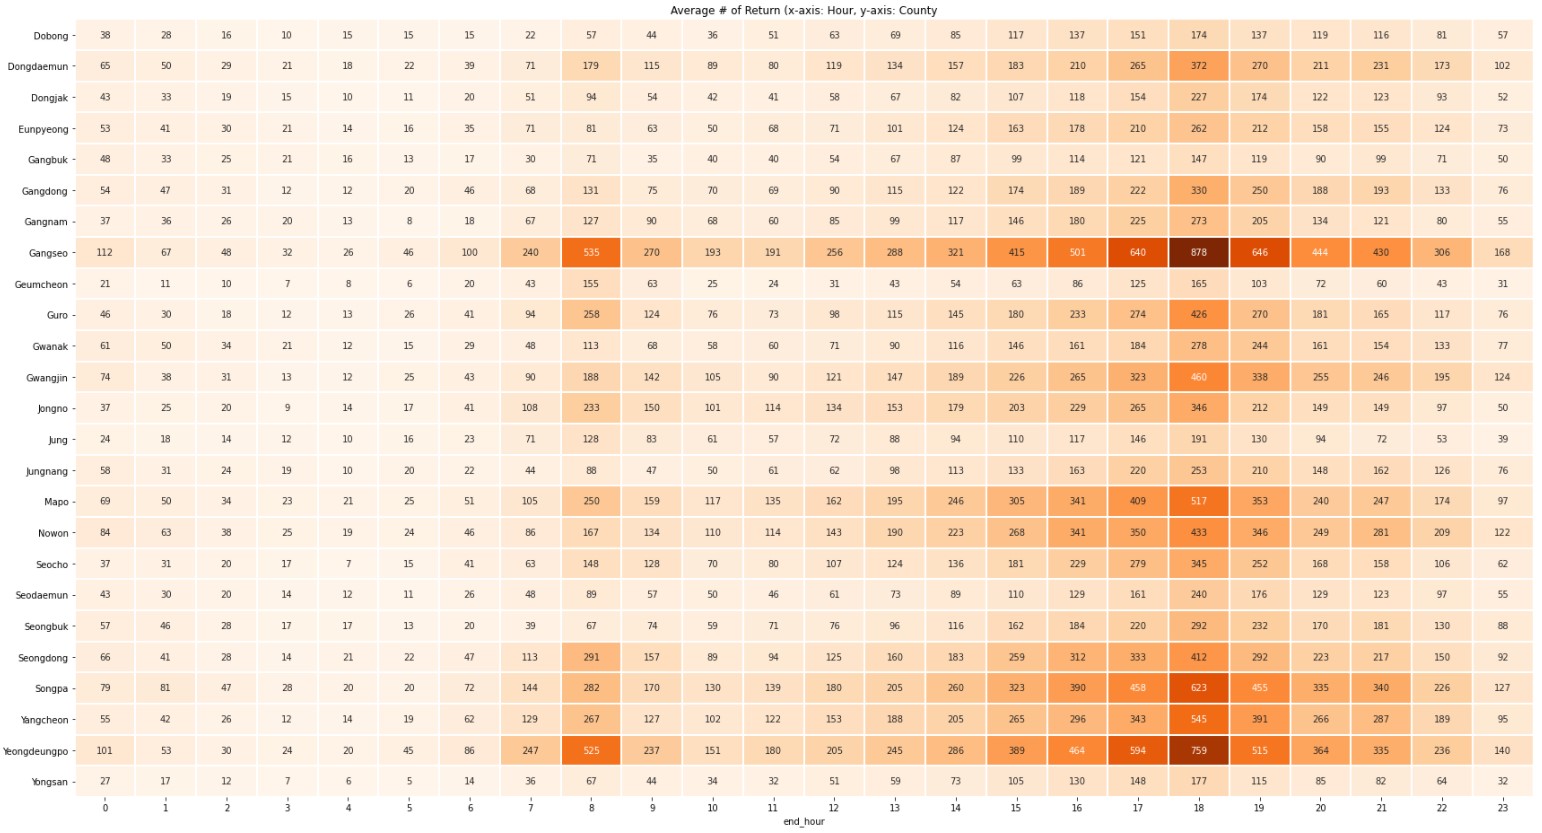 Average # of Return (x-axis: Hour, y-axis: County
Dobong 38 28 16 10 15 15 15 22 57 44 36 51 63 69 85 117 137 151 174 137 119 116 81 57
Dongdaemun 65 50 29 21 18 22 39 71 179 115 89 80 119 134 157 183 210 265 372 270 211 231 173 102
Dongjak 43 33 19 15 10 11 20 51 94 54 42 41 58 67 82 107 118 154 227 174 122 123 93 52
Eunpyeong 53 41 30 21 14 16 35 71 81 63 50 68 71 101 124 163 178 210 262 212 158 155 124 73
Gangbuk 48 33 25 21 16 13 17 30 71 35 40 40 54 67 87 99 114 121 147 119 90 99 71 50
Gangdong 54 47 31 12 12 20 46 68 131 75 70 69 90 115 122 174 189 222 330 250 188 193 133 76
Gangnam 37 36 26 20 13 8 18 67 127 90 68 60 85 99 117 146 180 225 273 205 134 121 80 55
Gangseo 112 67 48 32 26 46 100 240 535 270 193 191 256 288 321 415 501 640 878 646 444 430 306 168
Geumcheon 21 11 10 7 8 6 20 43 155 63 25 24 31 43 54 63 86 125 165 103 72 60 43 31
Guro 46 30 18 12 13 26 41 94 258 124 76 73 98 115 145 180 233 274 426 270 181 165 117 76
Gwanak 61 50 34 21 12 15 29 48 113 68 58 60 71 90 116 146 161 184 278 244 161 154 133 77
Gwangjin 74 38 31 13 12 25 43 90 188 142 105 90 121 147 189 226 265 323 460 338 255 246 195 124
Jongno 37 25 20 9 14 17 41 108 233 150 101 114 134 153 179 203 229 265 346 212 149 149 97 50
Jung 24 18 14 12 10 16 23 71 128 83 61 57 72 88 94 110 117 146 191 130 94 72 53 39
Jungnang 58 31 24 19 10 20 22 44 88 47 50 61 62 98 113 133 163 220 253 210 148 162 126 76
Mapo 69 50 34 23 21 25 51 105 250 159 117 135 162 195 246 305 341 409 517 353 240 247 174 97
Nowon 84 63 38 25 19 24 46 86 167 134 110 114 143 190 223 268 341 350 433 346 249 281 209 122
Seocho 37 31 20 17 7 15 41 63 148 128 70 80 107 124 136 181 229 279 345 252 168 158 106 62
Seodaemun 43 30 20 14 12 11 26 48 89 57 50 46 61 73 89 110 129 161 240 176 129 123 97 55
Seongbuk 57 46 28 17 17 13 20 39 67 74 59 71 76 96 116 162 184 220 292 232 170 181 130 88
Seongdong 66 41 28 14 21 22 47 113 291 157 89 94 125 160 183 259 312 333 412 292 223 217 150 92
Songpa 79 81 47 28 20 20 72 144 282 170 130 139 180 205 260 323 390 458 623 455 335 340 226 127
Yangcheon 55 42 26 12 14 19 62 129 267 127 102 122 153 188 205 265 296 343 545 391 266 287 189 95
Yeongdeungpo 101 53 30 24 20 45 86 247 525 237 151 180 205 245 286 389 464 594 759 515 364 335 236 140
Yongsan 27 17 12 7 6 5 14 36 67 44 34 32 51 59 73 105 130 148 177 115 85 82 64 32
0 1 2 3 4 5 6 7 8 9 10 11 12 13 14 15 16 17 18 19 20 21 22 23
end_hour